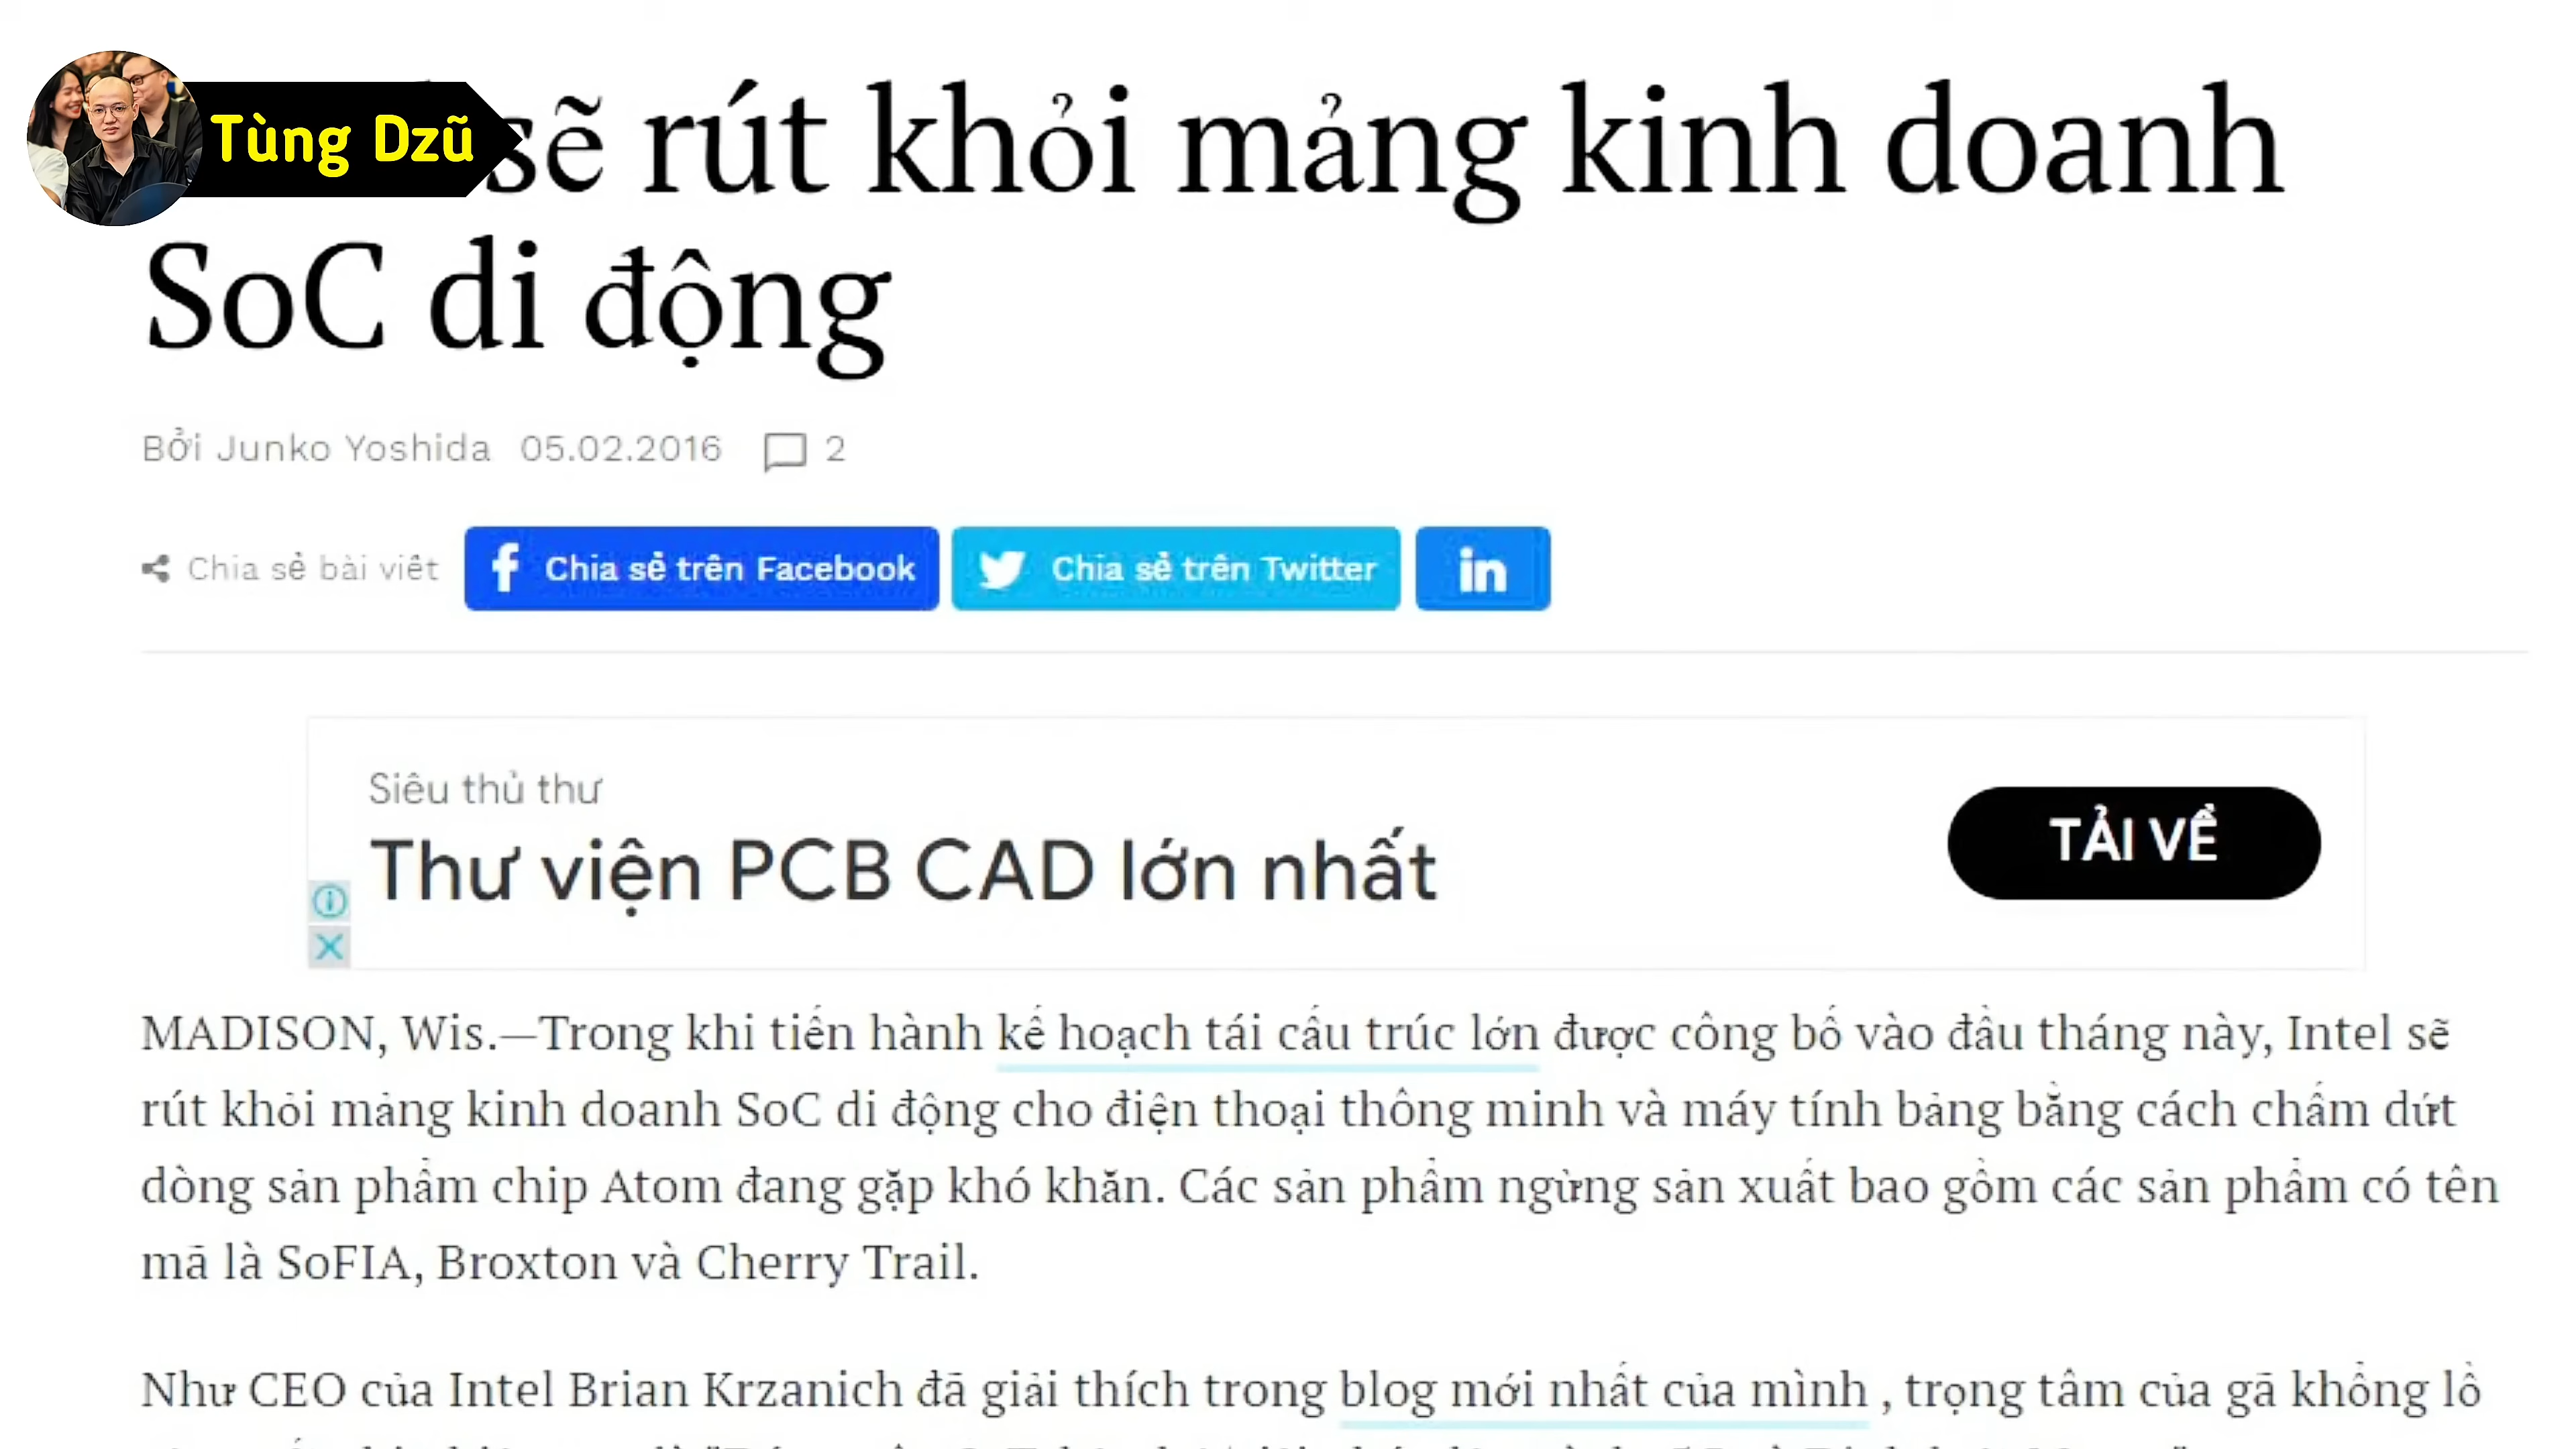 Tùng Dzũ
sẽ rút khỏi mảng kinh doanh
SoC di động
Bởi Junko Yoshida 05.02.2016 2
Chia sẻ bài viết
Chia sẻ trên Facebook
Chia sẻ trên Twitter
in
Siêu thủ thư
Thư viện PCB CAD lớn nhất
TẢI VỀ
MADISON, Wis.—Trong khi tiến hành kế hoạch tái cấu trúc lớn được công bố vào đầu tháng này, Intel sẽ
rút khỏi mảng kinh doanh SoC di động cho điện thoại thông minh và máy tính bảng bằng cách chấm dứt
dòng sản phẩm chip Atom đang gặp khó khăn. Các sản phẩm ngừng sản xuất bao gồm các sản phẩm có tên
mã là SoFIA, Broxton và Cherry Trail.
Như CEO của Intel Brian Krzanich đã giải thích trong blog mới nhất của mình , trọng tâm của gã khổng lồ